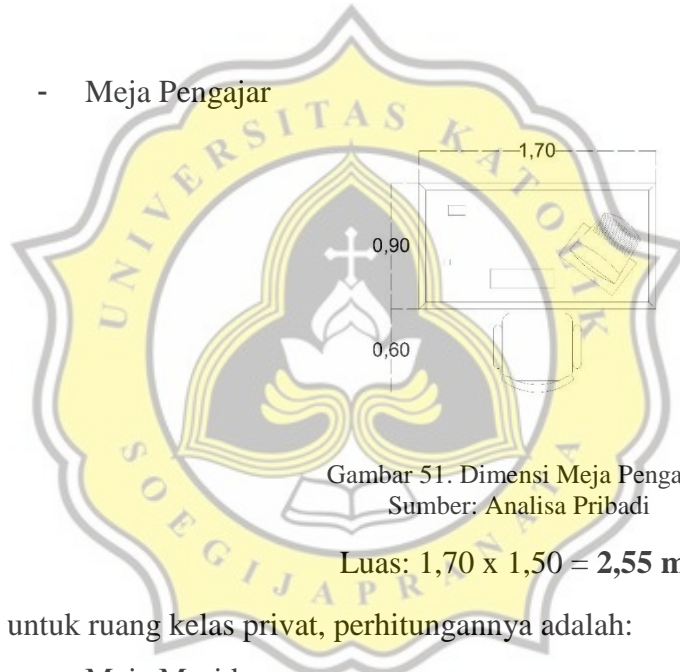 - Meja Pengajar
1,70
0,90
0,60
UNIVERSITAS KATOLIK
SOEGIJAPRANATA
Gambar 51. Dimensi Meja
Sumber: Analisa Pribadi
Luas: 1,70 x 1,50 = 2,55
untuk ruang kelas privat, perhitungannya adalah: